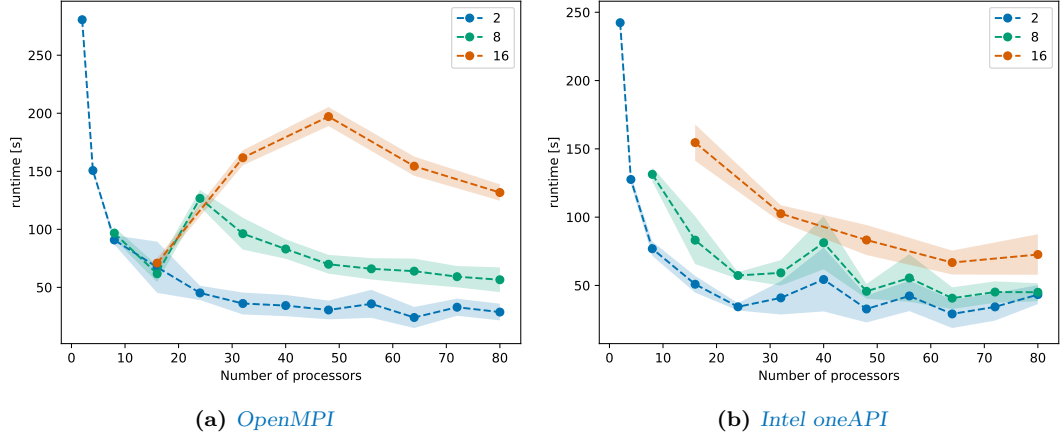 250
200
150
100
50
runtime [s]
0 10 20 30 40 50 60 70 80
Number of processors
2
8
16
(a) OpenMPI
250
200
150
100
50
runtime [s]
0 10 20 30 40 50 60 70 80
Number of processors
2
8
16
(b) Intel oneAPI